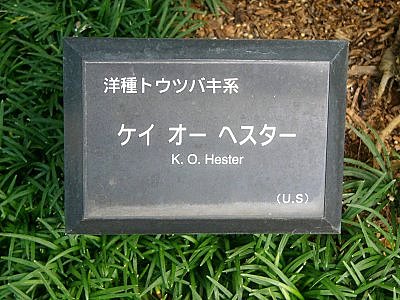 洋種トウツバキ系
ケイ オー ヘスター
K. O. Hester
(U.S)